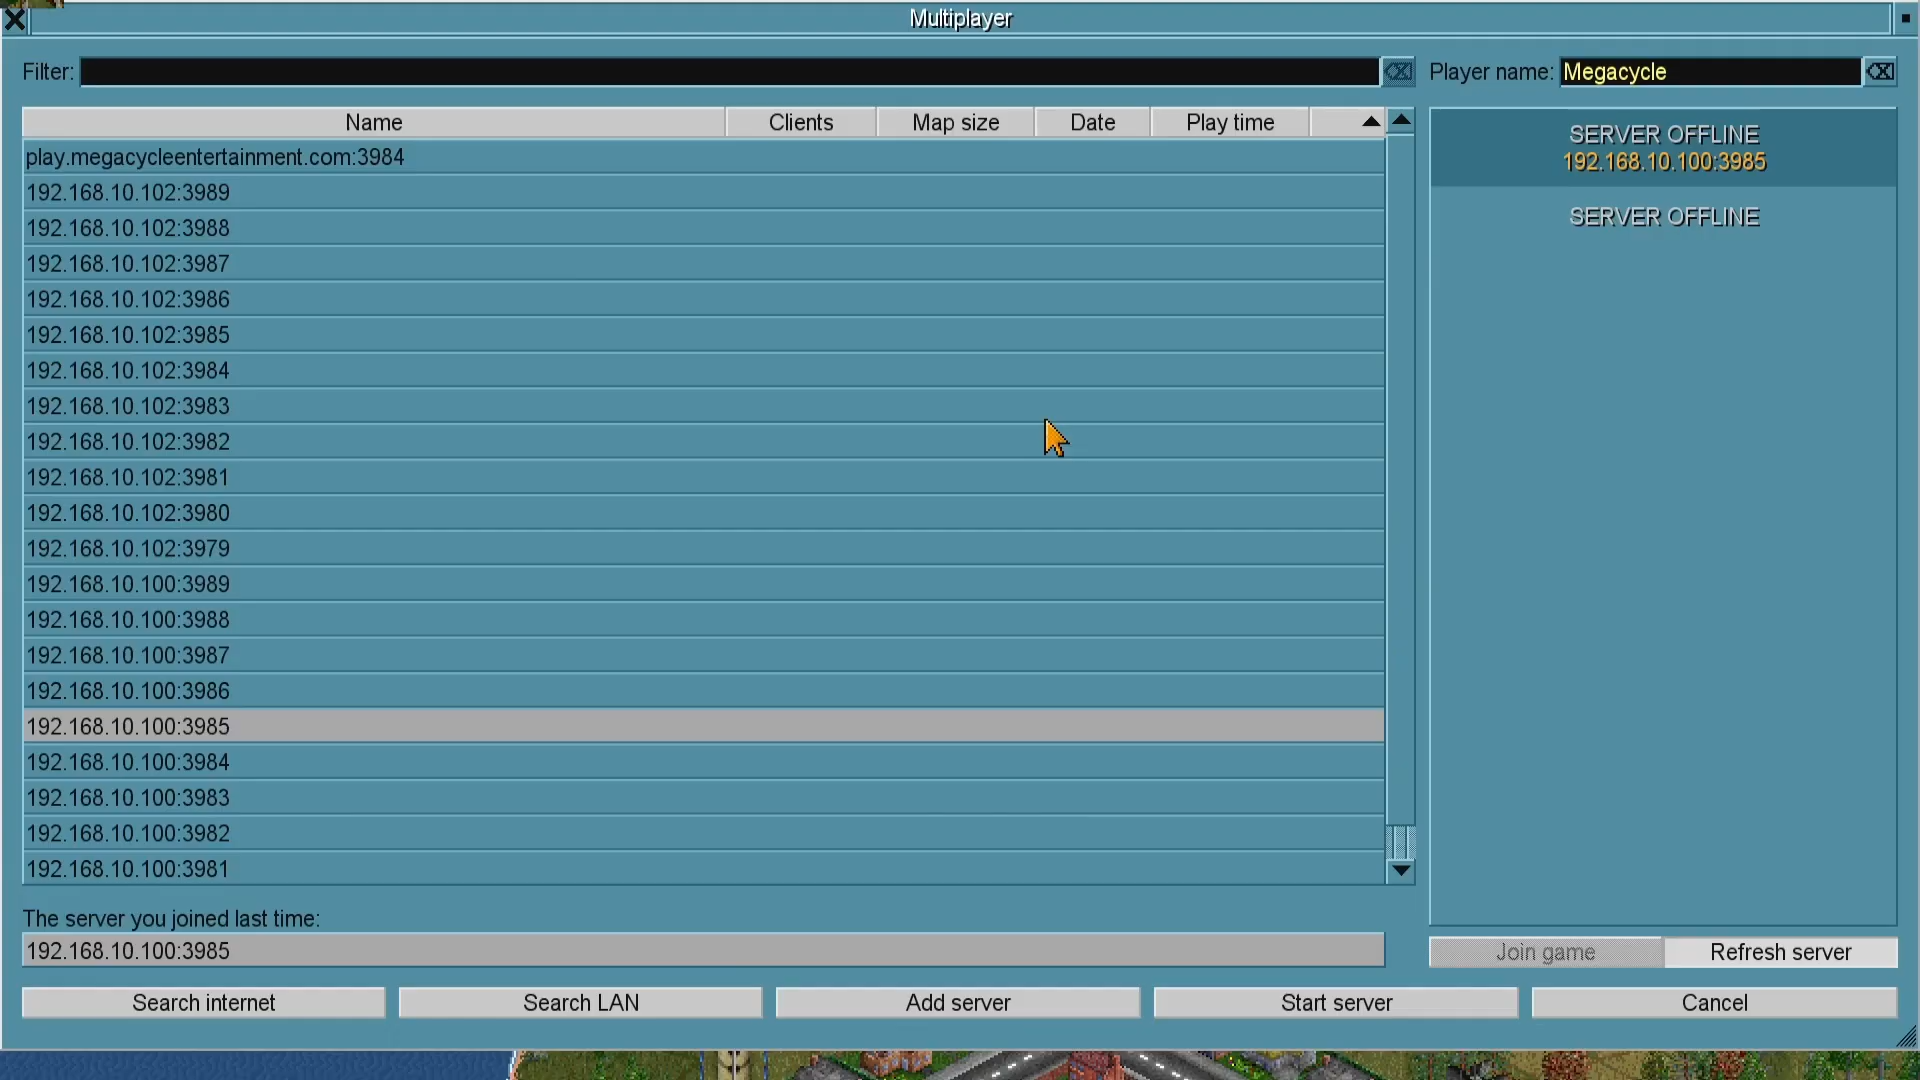 Multiplayer
Filter:
Player name: Megacycle
Name Clients Map size Date Play time
play.megacycleentertainment.com:3984
192.168.10.102:3989
192.168.10.102:3988
192.168.10.102:3987
192.168.10.102:3986
192.168.10.102:3985
192.168.10.102:3984
192.168.10.102:3983
192.168.10.102:3982
192.168.10.102:3981
192.168.10.102:3980
192.168.10.102:3979
192.168.10.100:3989
192.168.10.100:3988
192.168.10.100:3987
192.168.10.100:3986
192.168.10.100:3985
192.168.10.100:3984
192.168.10.100:3983
192.168.10.100:3982
192.168.10.100:3981
The server you joined last time:
192.168.10.100:3985
SERVER OFFLINE
192.168.10.100:3985
SERVER OFFLINE
Join game Refresh server
Search internet Search LAN Add server Start server Cancel